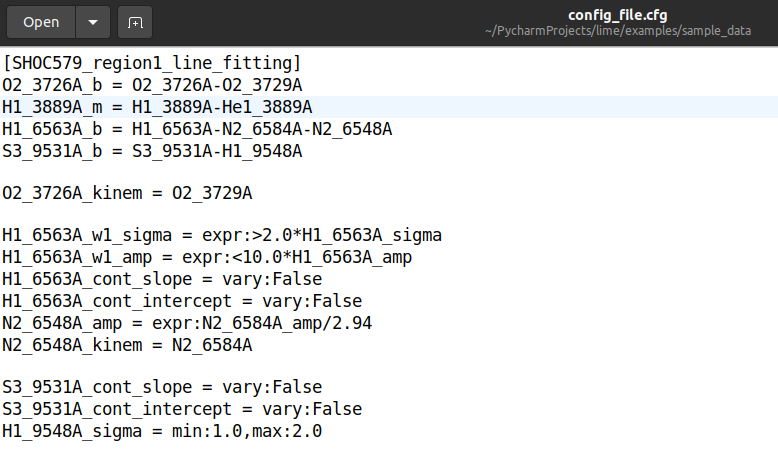 Open
config_file.cfg
~/PycharmProjects/lime/examples/sample_data
[SHOC579_region1_line_fitting]
O2_3726A_b = O2_3726A-O2_3729A
H1_3889A_m = H1_3889A-He1_3889A
H1_6563A_b = H1_6563A-N2_6584A-N2_6548A
S3_9531A_b = S3_9531A-H1_9548A
O2_3726A_kinem = O2_3729A
H1_6563A_w1_sigma = expr:>2.0*H1_6563A_sigma
H1_6563A_w1_amp = expr:<10.0*H1_6563A_amp
H1_6563A_cont_slope = vary:False
H1_6563A_cont_intercept = vary:False
N2_6548A_amp = expr:N2_6584A_amp/2.94
N2_6548A_kinem = N2_6584A
S3_9531A_cont_slope = vary:False
S3_9531A_cont_intercept = vary:False
H1_9548A_sigma = min:1.0,max:2.0